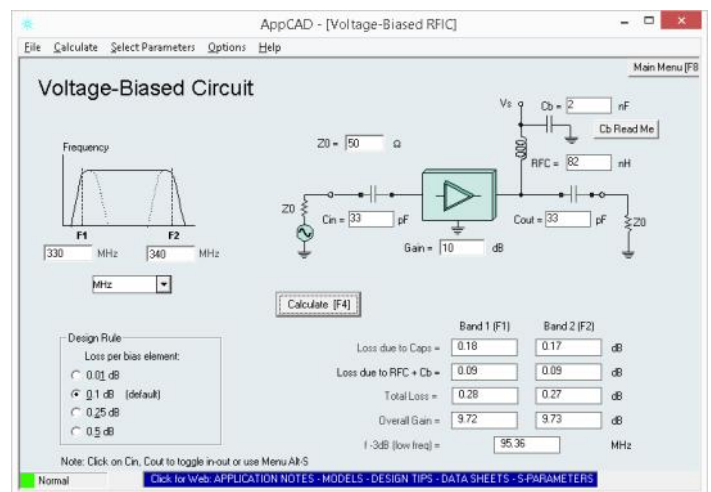 AppCAD - [Voltage-Biased RFIC]
File Calculate Select Parameters Options Help
Main Menu [F8
Voltage-Biased Circuit
Vs Cb = 2 nF
Cb Read Me
Frequency
Z0 = 50 Ω
RFC = 82 nH
Z0 Cin = 33 pF Cout = 33 pF Z0
F1 F2
330 MHz 340 MHz
Gain = 10 dB
MHz
Calculate [F4]
Band 1 (F1) Band 2 (F2)
Design Rule
Loss per bias element:
0.01 dB
0.1 dB (default)
0.25 dB
0.5 dB
Loss due to Caps = 0.18 0.17 dB
Loss due to RFC + Cb = 0.09 0.09 dB
Total Loss = 0.28 0.27 dB
Overall Gain = 9.72 9.73 dB
f -3dB (low freq) = 95.36 MHz
Note: Click on Cin, Cout to toggle in-out or use Menu Alt-S
Normal Click for Web: APPLICATION NOTES - MODELS - DESIGN TIPS - DATA SHEETS - S-PARAMETERS